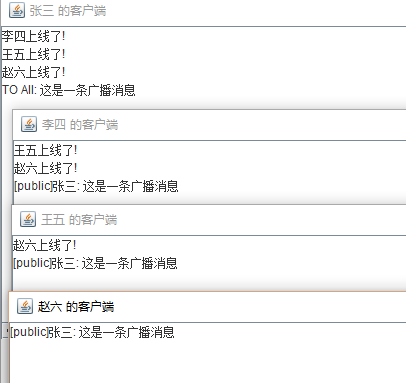 张三 的客户端
李四上线了!
王五上线了!
赵六上线了!
TO All: 这是一条广播消息
李四 的客户端
王五上线了!
赵六上线了!
[public]张三: 这是一条广播消息
王五 的客户端
赵六上线了!
[public]张三: 这是一条广播消息
赵六 的客户端
[public]张三: 这是一条广播消息